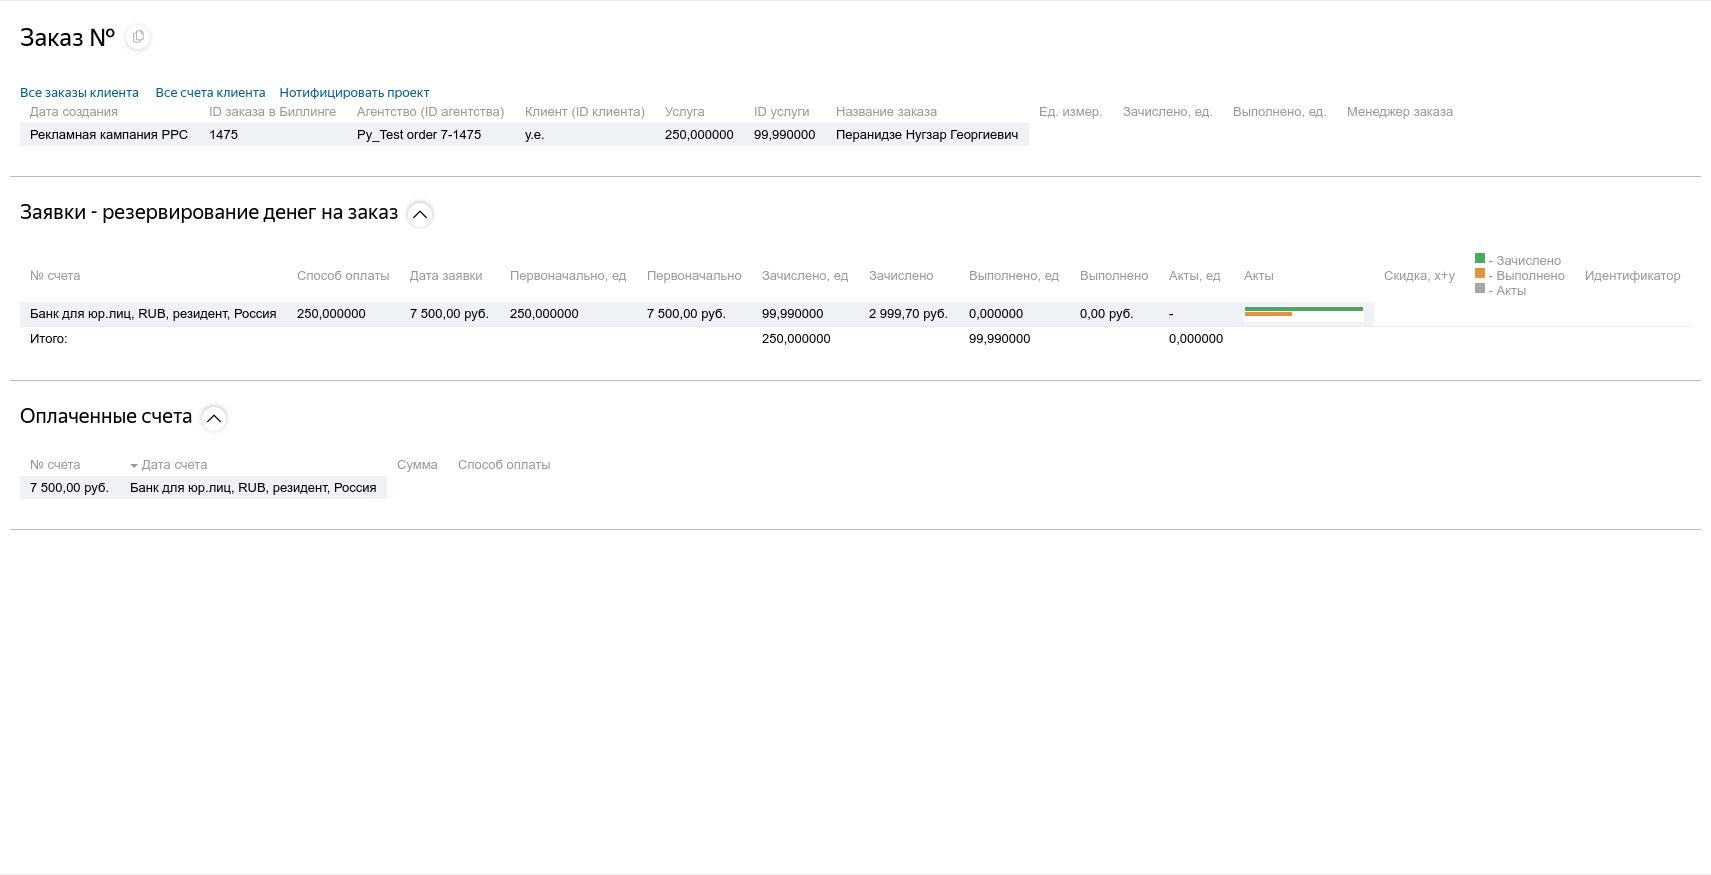 Заказ №
Все заказы клиента Все счета клиента Нотифицировать проект
Дата создания ID заказа в Биллинге Агентство (ID агентства) Клиент (ID клиента) Услуга ID услуги Название заказа Ед. измер. Зачислено, ед. Выполнено, ед. Менеджер заказа
Рекламная кампания РРС 1475 Py_Test order 7-1475 у.е. 250,000000 99,990000 Перанидзе Нугзар Георгиевич
Заявки - резервирование денег на заказ
№ счета Способ оплаты Дата заявки Первоначально, ед Первоначально Зачислено, ед Зачислено Выполнено, ед Выполнено Акты, ед Акты Скидка, x+y - Зачислено - Выполнено - Акты Идентификатор
Банк для юр.лиц, RUB, резидент, Россия 250,000000 7 500,00 руб. 250,000000 7 500,00 руб. 99,990000 2 999,70 руб. 0,000000 0,00 руб. -
Итого: 250,000000 99,990000 0,000000
Оплаченные счета
№ счета Дата счета Сумма Способ оплаты
7 500,00 руб. Банк для юр.лиц, RUB, резидент, Россия